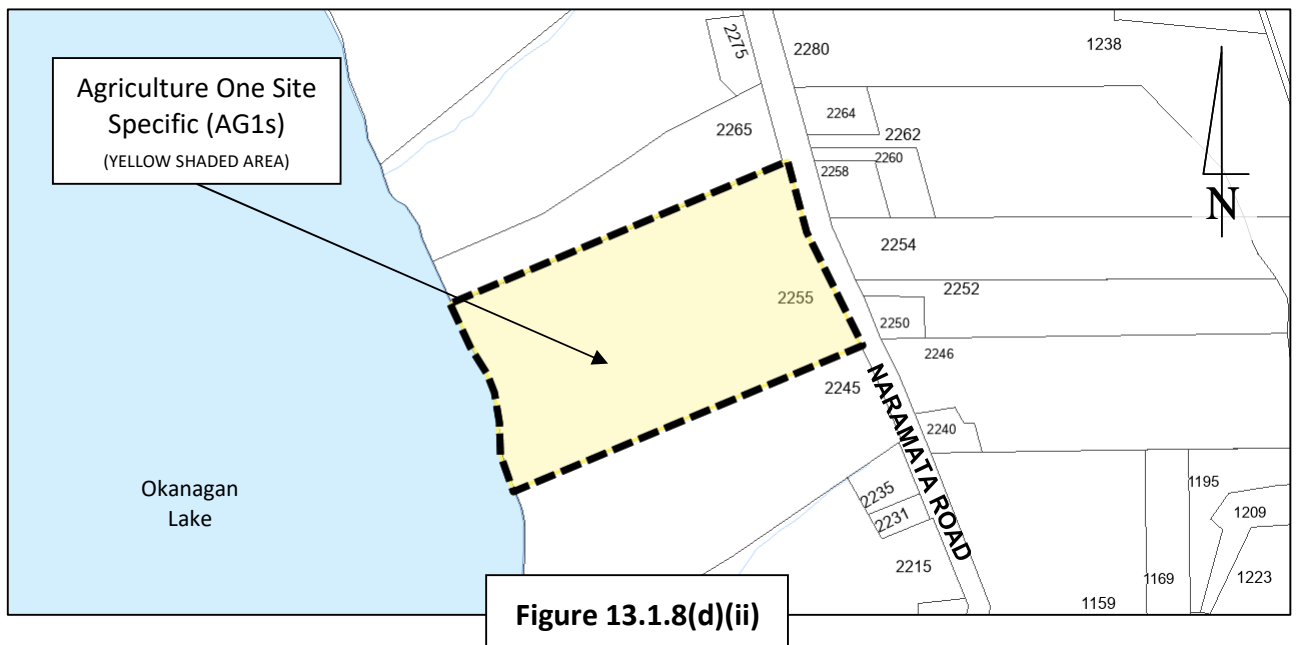 Agriculture One Site
Specific (AG1s)
(YELLOW SHADED AREA)
2275
2280
1238
2264
2265
2262
2260
2258
N
2254
2255
2252
2250
2246
2245
NARAMATA ROAD
2240
Okanagan
Lake
2235
2231
1195
1209
2215
1169
1223
1159
Figure 13.1.8(d)(ii)